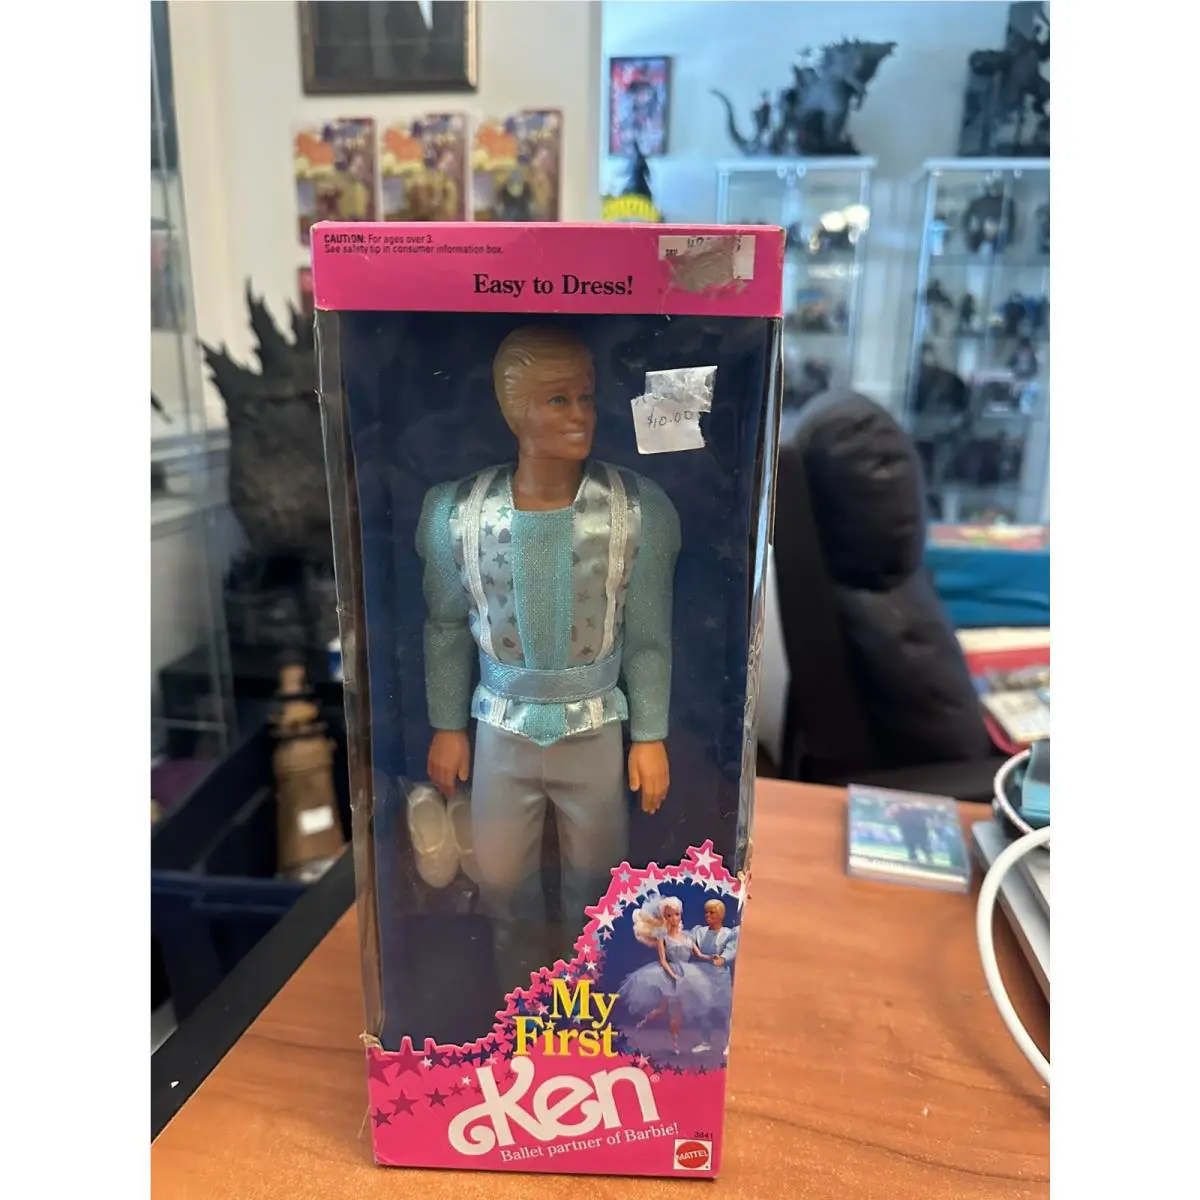 CAUTION: For ages over 3.
See safety tip in consumer information box.
Easy to Dress!
$10.00
My
First
Ken®
Ballet partner of Barbie!
3841
MATTEL